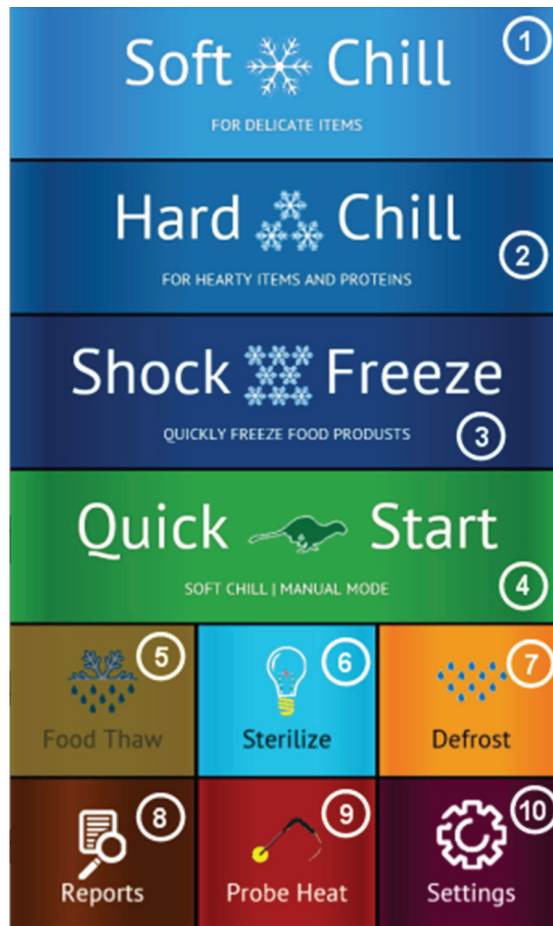 Soft Chill
1
FOR DELICATE ITEMS
Hard Chill
2
FOR HEARTY ITEMS AND PROTEINS
Shock Freeze
QUICKLY FREEZE FOOD PRODUSTS
3
Quick Start
SOFT CHILL | MANUAL MODE
4
5
6
7
Food Thaw
Sterilize
Defrost
8
9
10
Reports
Probe Heat
Settings